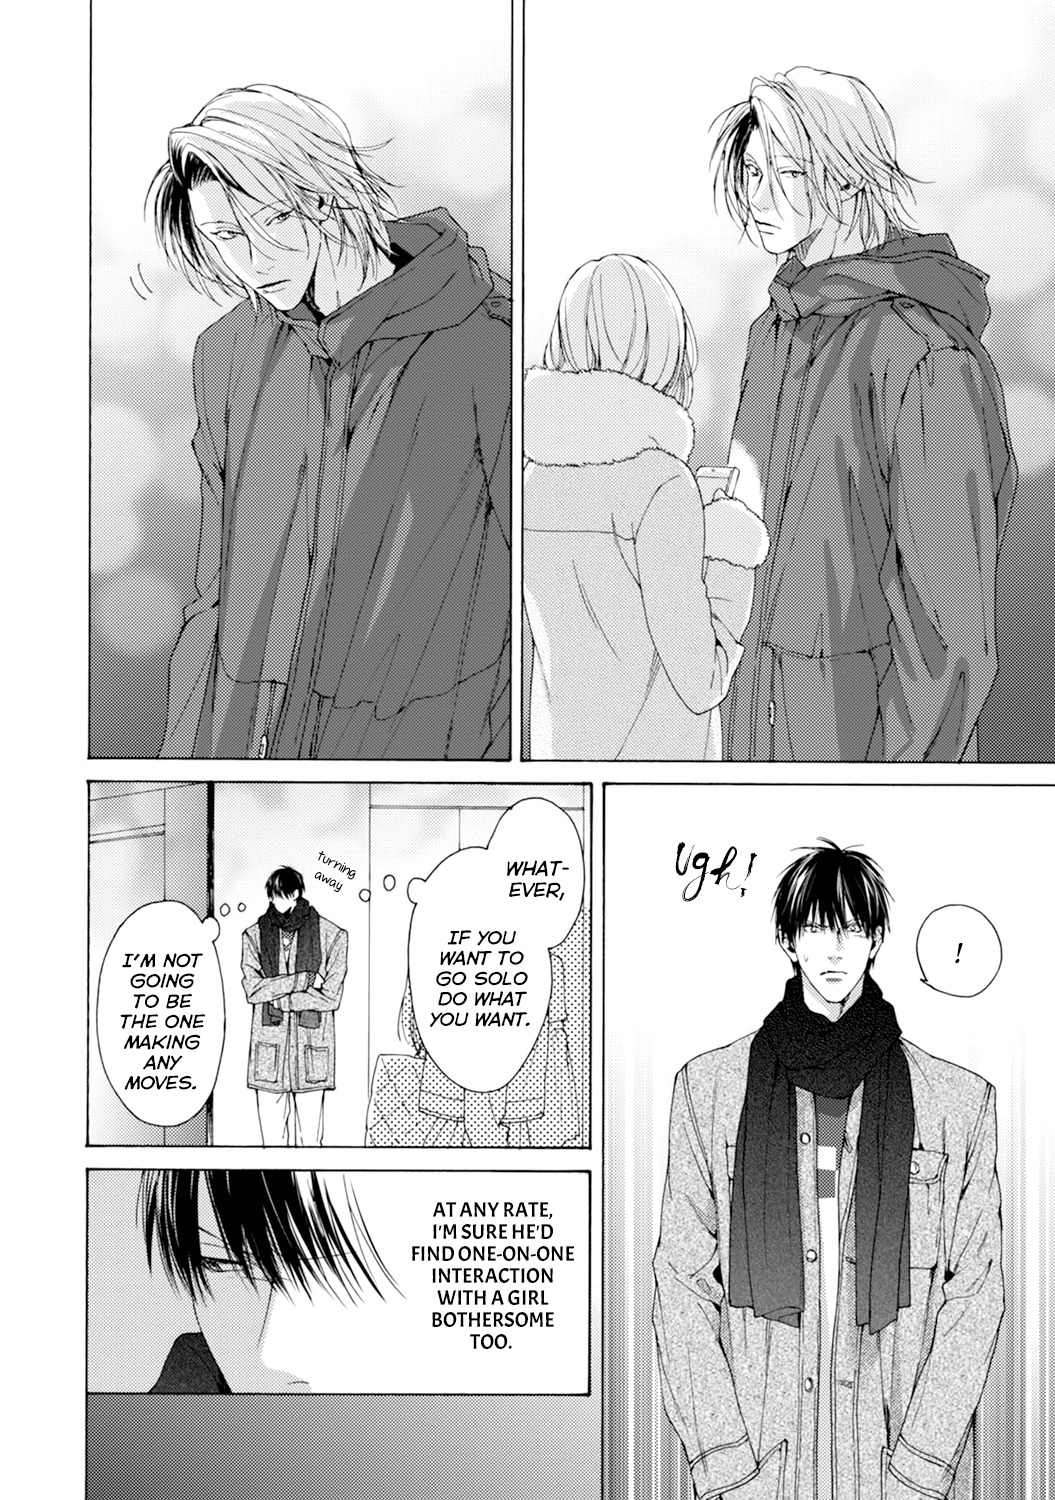 Ugh!
!
WHAT-
EVER,
IF YOU
WANT TO
GO SOLO
DO WHAT
YOU WANT.
turning
away
I'M NOT
GOING
TO BE
THE ONE
MAKING
ANY
MOVES.
AT ANY RATE,
I'M SURE HE'D
FIND ONE-ON-ONE
INTERACTION
WITH A GIRL
BOTHERSOME
TOO.